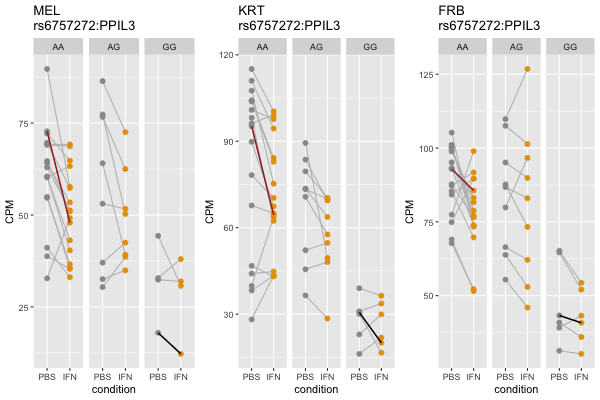 MEL
rs6757272:PPIL3
AA AG GG
CPM
75
50
25
PBS IFN PBS IFN PBS IFN
condition
KRT
rs6757272:PPIL3
AA AG GG
CPM
120
90
60
30
PBS IFN PBS IFN PBS IFN
condition
FRB
rs6757272:PPIL3
AA AG GG
CPM
125
100
75
50
PBS IFN PBS IFN PBS IFN
condition